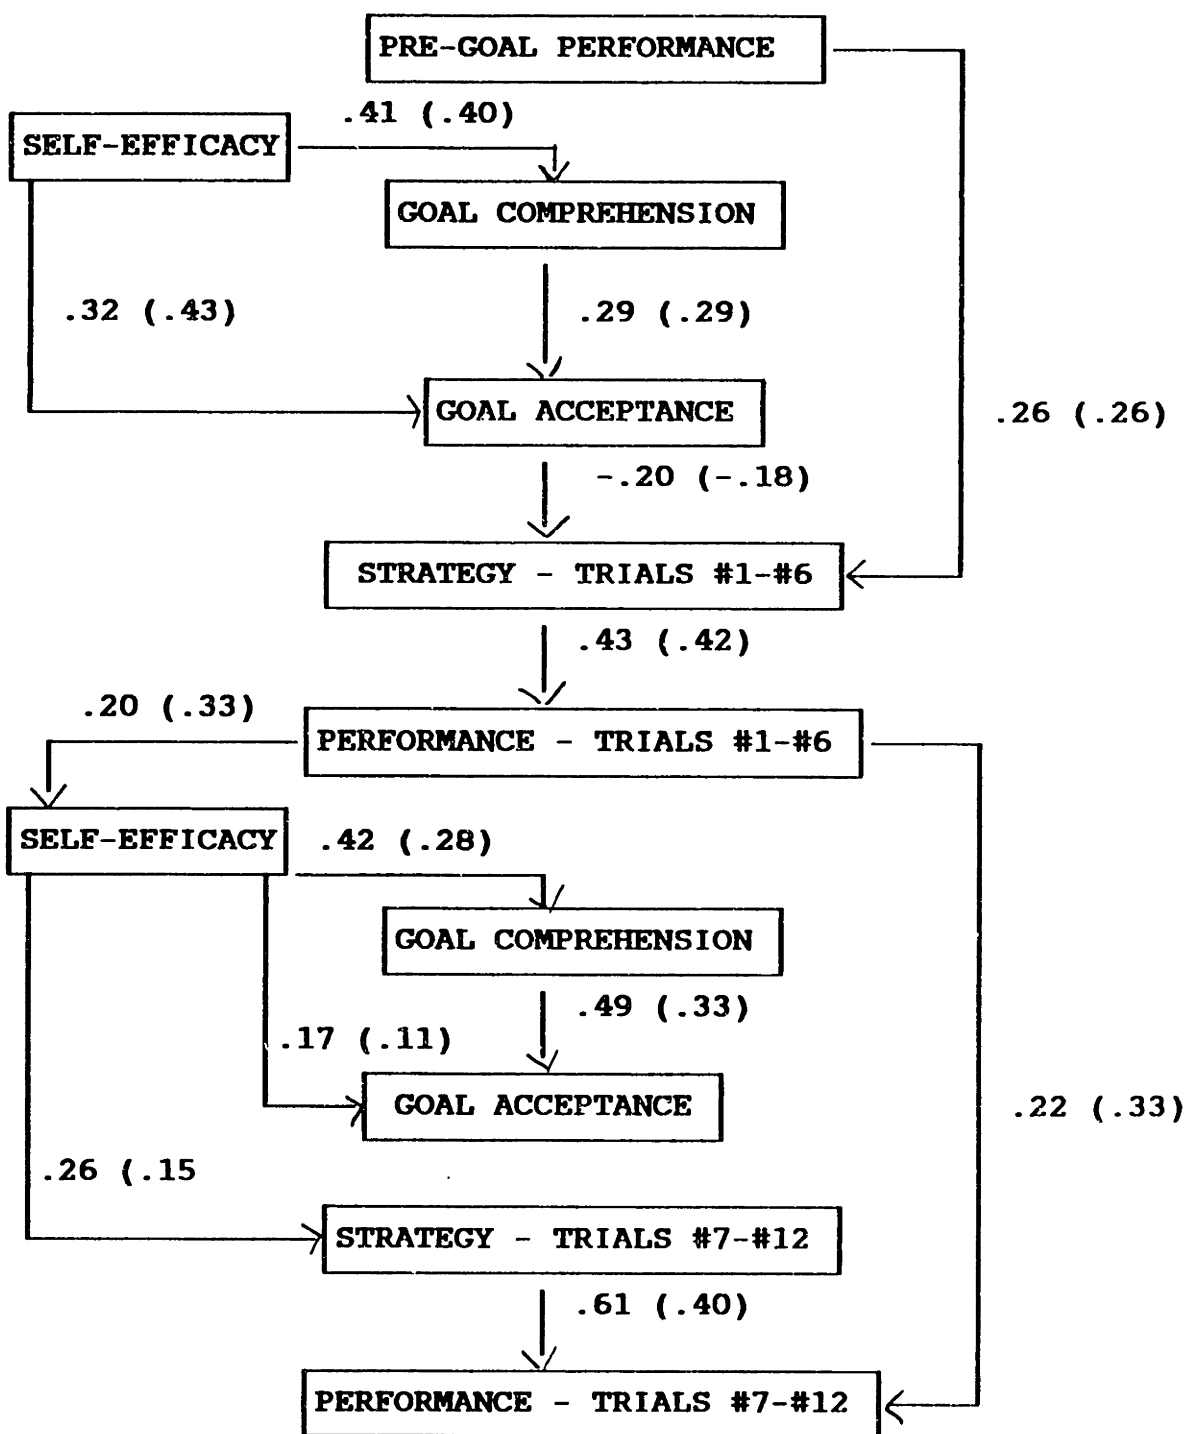 PRE-GOAL PERFORMANCE
.41 (.40)
SELF-EFFICACY
GOAL COMPREHENSION
.32 (.43)
.29 (.29)
GOAL ACCEPTANCE
.26 (.26)
-.20 (-.18)
STRATEGY - TRIALS #1-#6
.43 (.42)
.20 (.33)
PERFORMANCE - TRIALS #1-#6
SELF-EFFICACY
.42 (.28)
GOAL COMPREHENSION
.49 (.33)
.17 (.11)
GOAL ACCEPTANCE
.22 (.33)
.26 (.15
STRATEGY - TRIALS #7-#12
.61 (.40)
PERFORMANCE - TRIALS #7-#12